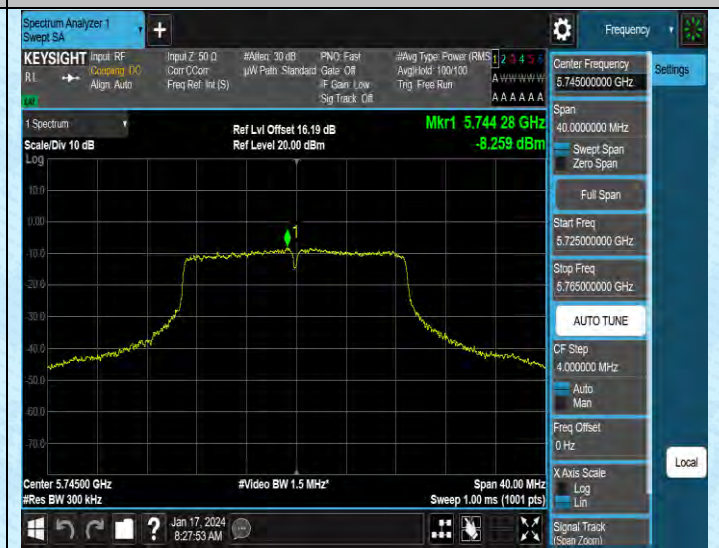 Spectrum Analyzer 1
Swept SA
+
Frequency
KEYSIGHT
RL
Input: RF
Coupling: DC
Align: Auto
Input Z: 50 Ω
Corr CCorr
Freq Ref: Int (S)
#Atten: 30 dB
µW Path: Standard
PNO: Fast
Gate: Off
IF Gain: Low
Sig Track: Off
#Avg Type: Power (RMS)
Avg|Hold: 100/100
Trig: Free Run
1 2 3 4 5 6
A W W W W W
A A A A A A
1 Spectrum
Scale/Div 10 dB
Ref Lvl Offset 16.19 dB
Ref Level 20.00 dBm
Mkr1 5.744 28 GHz
-8.259 dBm
Log
10.0
0.00
-10.0
-20.0
-30.0
-40.0
-50.0
-60.0
-70.0
1
Center 5.74500 GHz
#Res BW 300 kHz
#Video BW 1.5 MHz*
Span 40.00 MHz
Sweep 1.00 ms (1001 pts)
Center Frequency
5.745000000 GHz
Span
40.0000000 MHz
Swept Span
Zero Span
Full Span
Start Freq
5.725000000 GHz
Stop Freq
5.765000000 GHz
AUTO TUNE
CF Step
4.000000 MHz
Auto
Man
Freq Offset
0 Hz
X Axis Scale
Log
Lin
Signal Track
(Span Zoom)
Settings
Local
?
Jan 17, 2024
8:27:53 AM